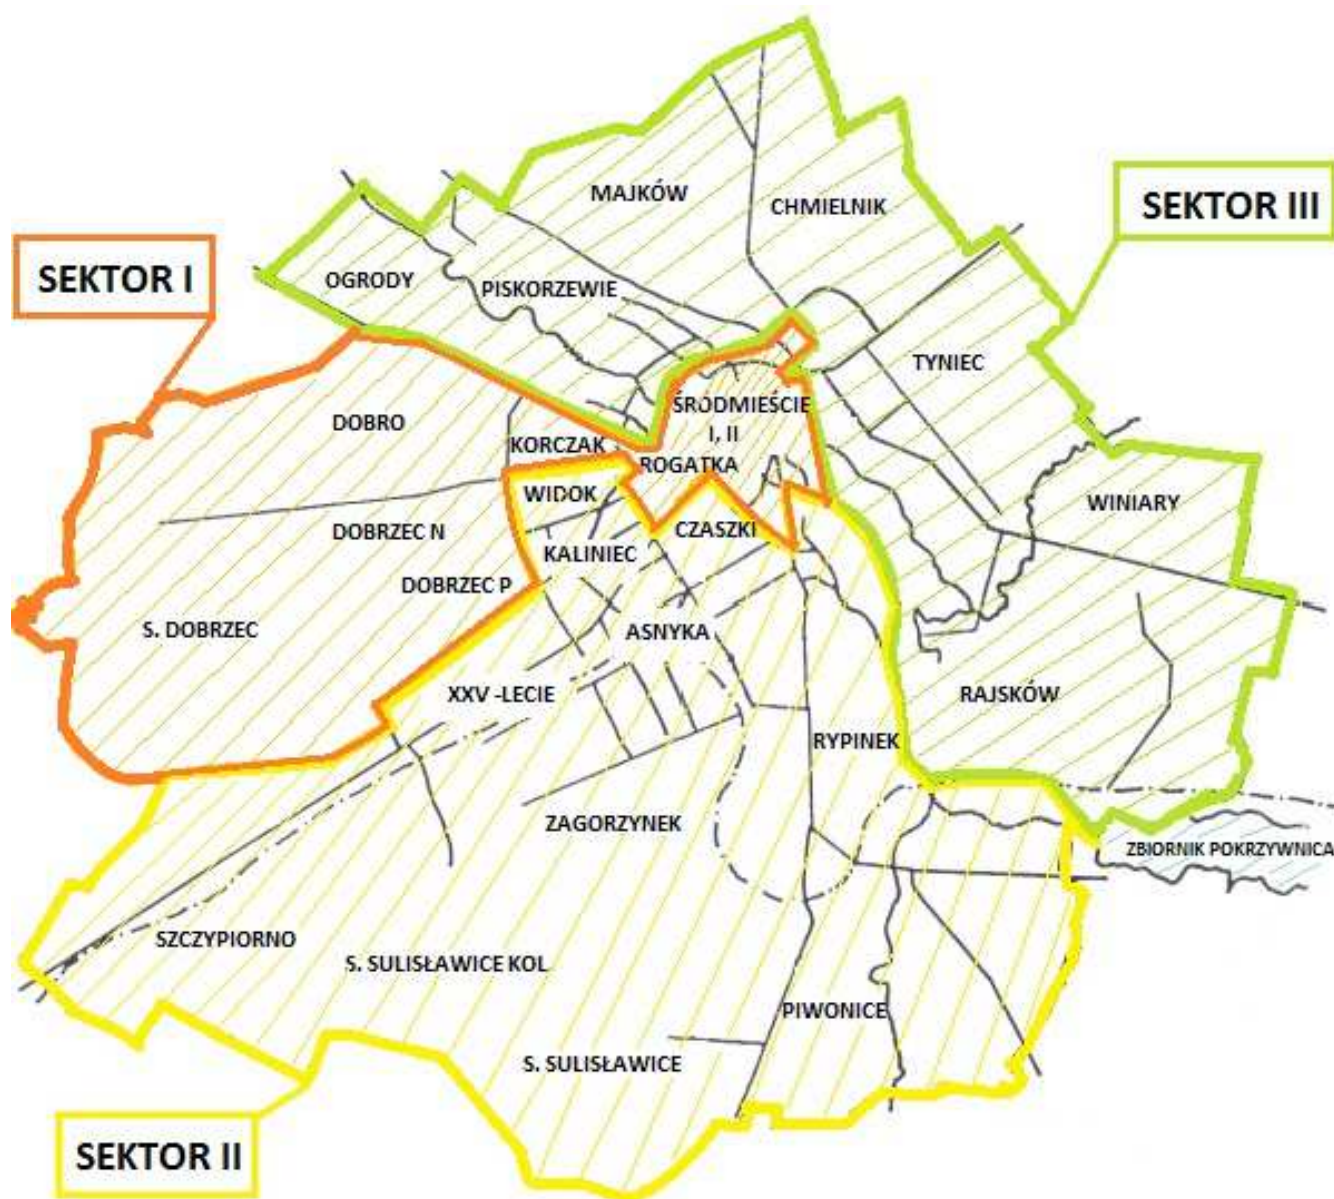 MAJKÓW
CHMIELNIK
SEKTOR III
SEKTOR I
OGRODY
PISKORZEWIE
TYNIEC
DOBRO
ŚRODMIEŚCIE
I, II
KORCZAK
ROGATKA
WIDOK
WINIARY
DOBRZEC N
CZASZKI
KALINIEC
DOBRZEC P
S. DOBRZEC
ASNYKA
XXV -LECIE
RAJSKÓW
RYPINEK
ZAGORZYNEK
ZBIORNIK POKRZYWNICA
SZCZYPIORNO
S. SULISŁAWICE KOL
PIWONICE
S. SULISŁAWICE
SEKTOR II